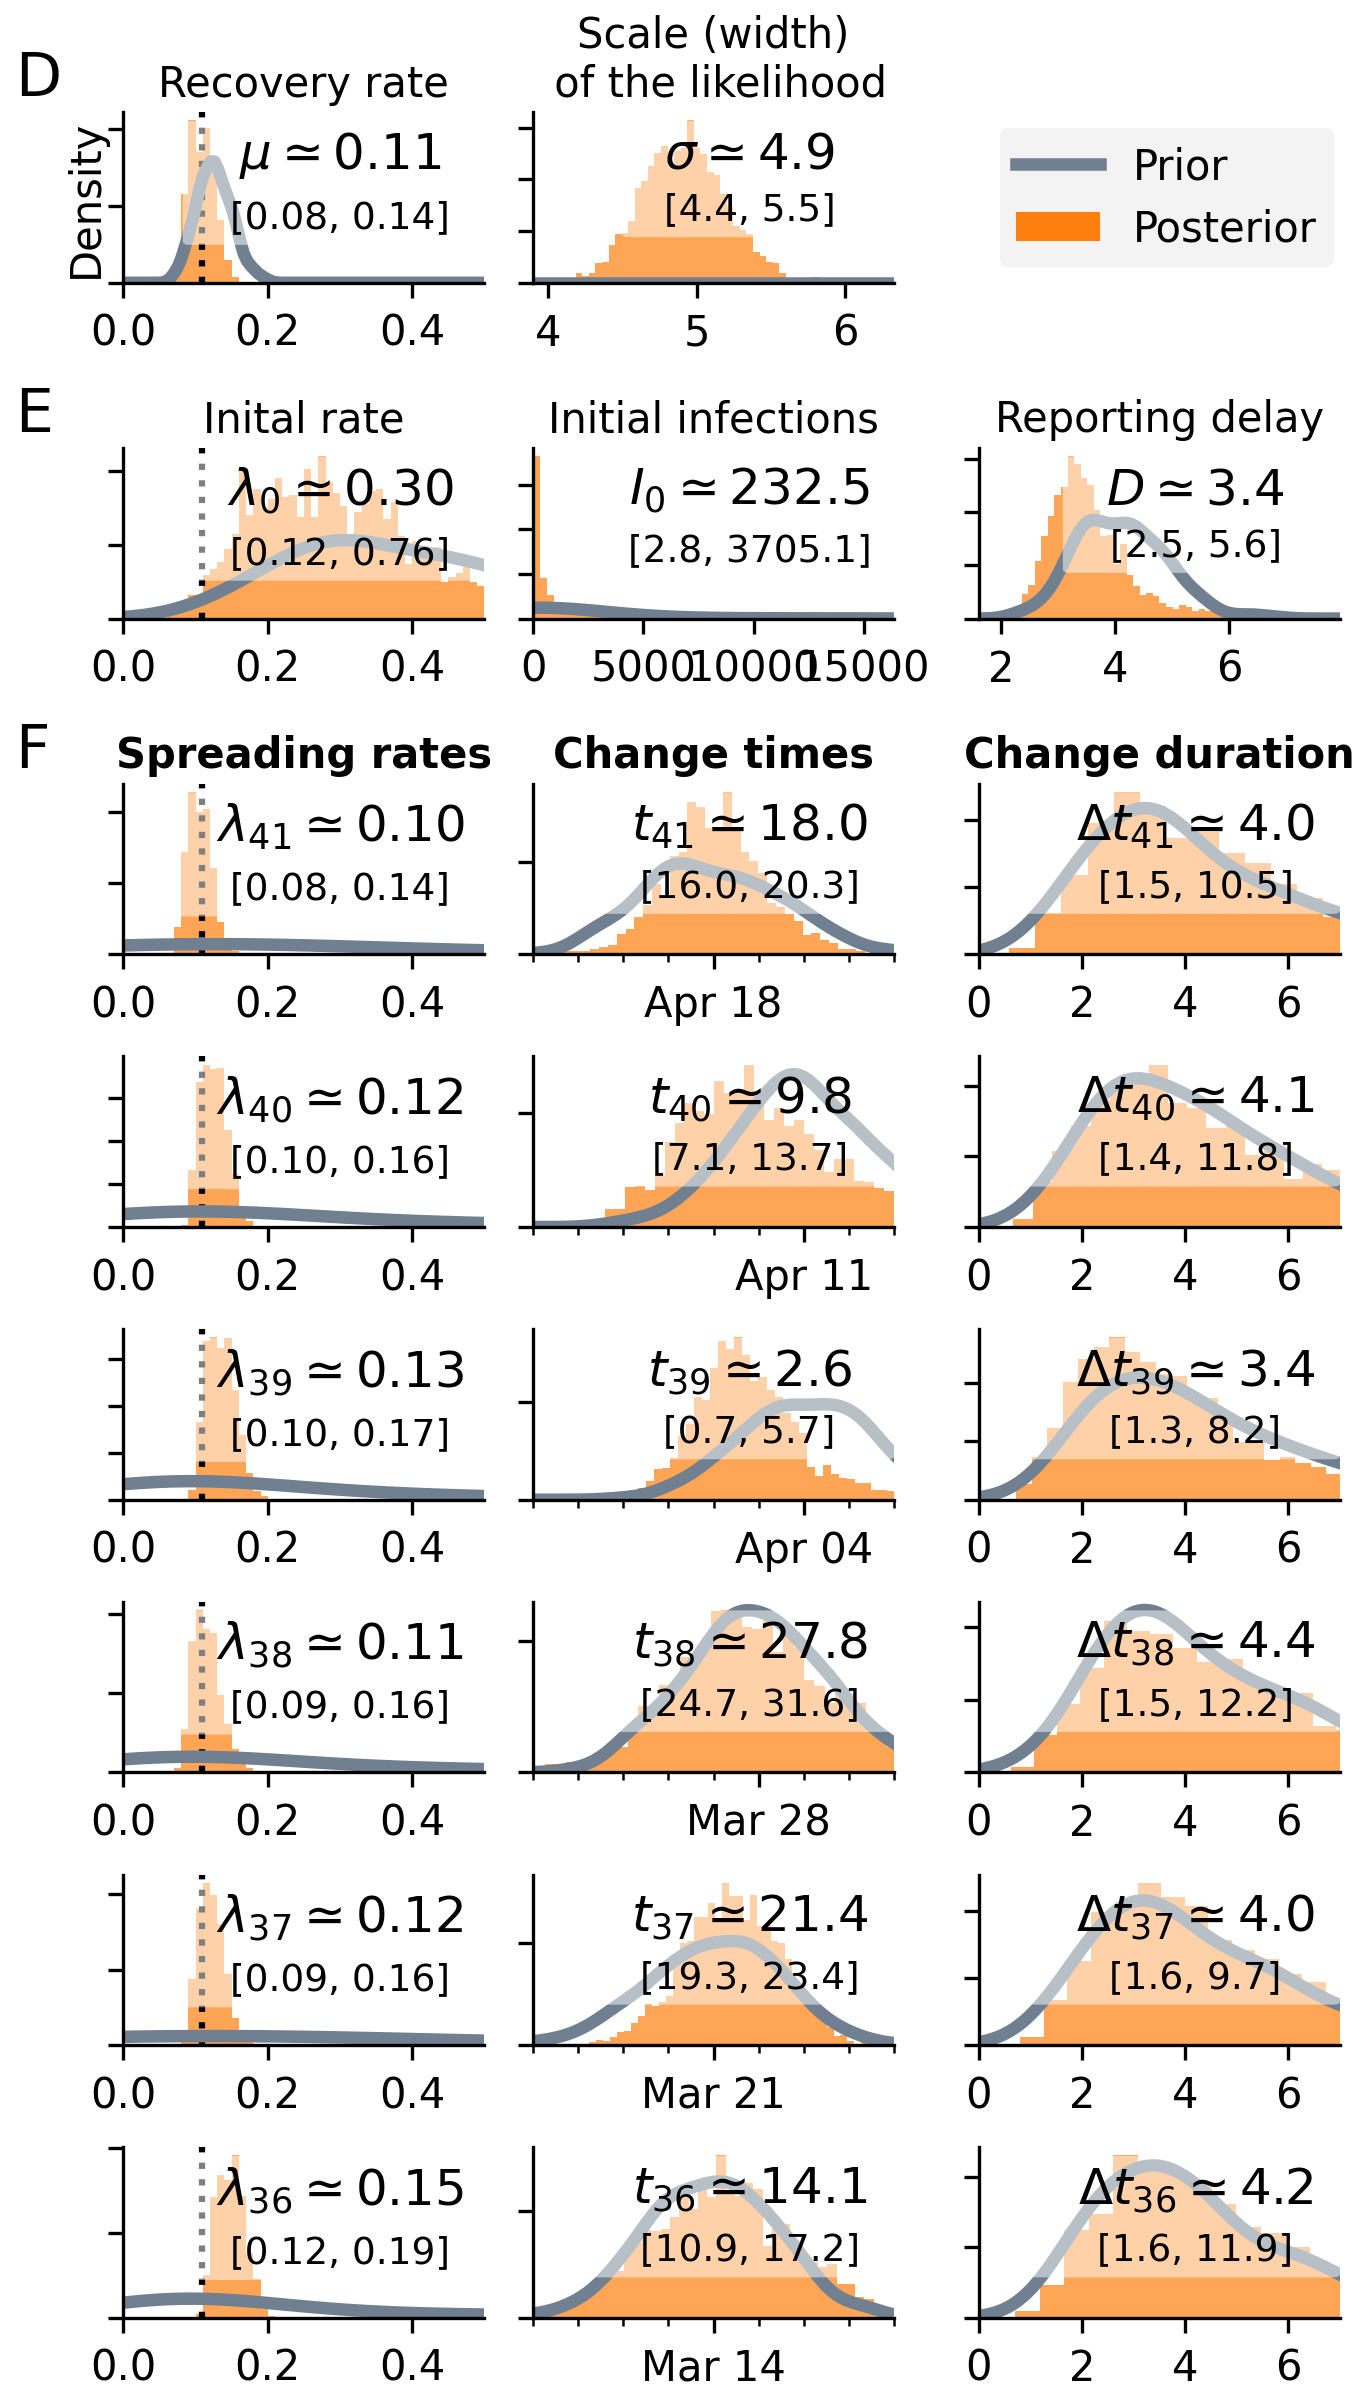 D
Recovery rate
Scale (width)
of the likelihood
Density
μ ≃ 0.11
[0.08, 0.14]
0.0 0.2 0.4
σ ≃ 4.9
[4.4, 5.5]
4 5 6
Prior
Posterior
E
Inital rate
λ0 ≃ 0.30
[0.12, 0.76]
0.0 0.2 0.4
Initial infections
I0 ≃ 232.5
[2.8, 3705.1]
0 5000 10000 15000
Reporting delay
D ≃ 3.4
[2.5, 5.6]
2 4 6
F
Spreading rates
Change times
Change duration
λ41 ≃ 0.10
[0.08, 0.14]
0.0 0.2 0.4
t41 ≃ 18.0
[16.0, 20.3]
Apr 18
Δt41 ≃ 4.0
[1.5, 10.5]
0 2 4 6
λ40 ≃ 0.12
[0.10, 0.16]
0.0 0.2 0.4
t40 ≃ 9.8
[7.1, 13.7]
Apr 11
Δt40 ≃ 4.1
[1.4, 11.8]
0 2 4 6
λ39 ≃ 0.13
[0.10, 0.17]
0.0 0.2 0.4
t39 ≃ 2.6
[0.7, 5.7]
Apr 04
Δt39 ≃ 3.4
[1.3, 8.2]
0 2 4 6
λ38 ≃ 0.11
[0.09, 0.16]
0.0 0.2 0.4
t38 ≃ 27.8
[24.7, 31.6]
Mar 28
Δt38 ≃ 4.4
[1.5, 12.2]
0 2 4 6
λ37 ≃ 0.12
[0.09, 0.16]
0.0 0.2 0.4
t37 ≃ 21.4
[19.3, 23.4]
Mar 21
Δt37 ≃ 4.0
[1.6, 9.7]
0 2 4 6
λ36 ≃ 0.15
[0.12, 0.19]
0.0 0.2 0.4
t36 ≃ 14.1
[10.9, 17.2]
Mar 14
Δt36 ≃ 4.2
[1.6, 11.9]
0 2 4 6